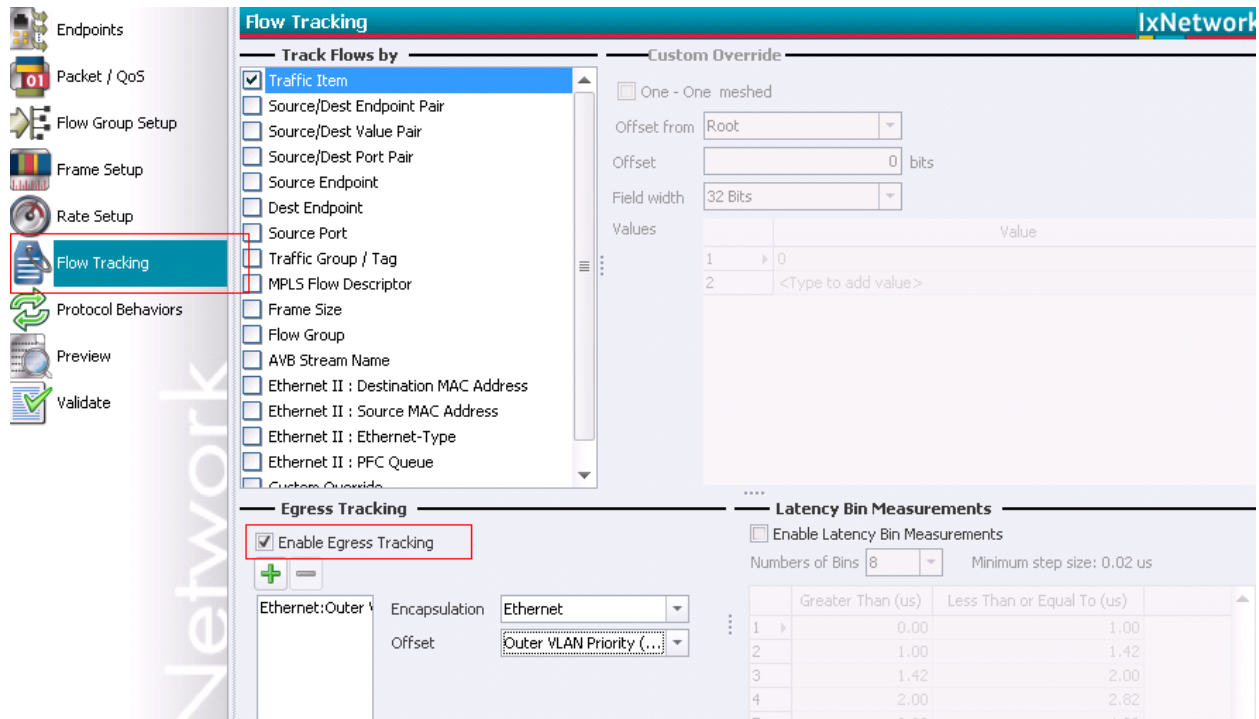 Endpoints
Packet / QoS
Flow Group Setup
Frame Setup
Rate Setup
Flow Tracking
Protocol Behaviors
Preview
Validate
Network
Flow Tracking
IxNetwork
Track Flows by
Traffic Item
Source/Dest Endpoint Pair
Source/Dest Value Pair
Source/Dest Port Pair
Source Endpoint
Dest Endpoint
Source Port
Traffic Group / Tag
MPLS Flow Descriptor
Frame Size
Flow Group
AVB Stream Name
Ethernet II : Destination MAC Address
Ethernet II : Source MAC Address
Ethernet II : Ethernet-Type
Ethernet II : PFC Queue
Custom Override
Custom Override
One - One meshed
Offset from Root
Offset 0 bits
Field width 32 Bits
Values Value
1 0
2 <Type to add value>
Egress Tracking
Enable Egress Tracking
Ethernet:Outer
Encapsulation Ethernet
Offset Outer VLAN Priority (...
Latency Bin Measurements
Enable Latency Bin Measurements
Numbers of Bins 8 Minimum step size: 0.02 us
Greater Than (us) Less Than or Equal To (us)
1 0.00 1.00
2 1.00 1.42
3 1.42 2.00
4 2.00 2.82